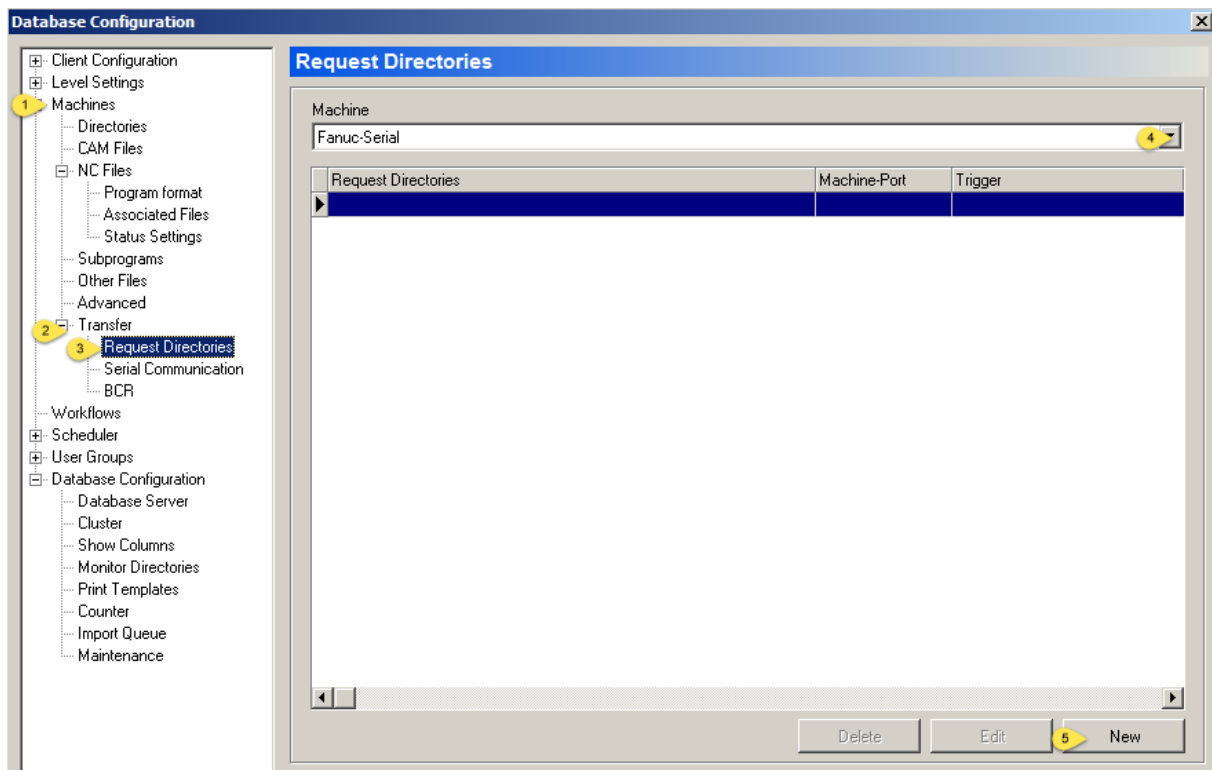 Database Configuration
Client Configuration
Level Settings
1 Machines
Directories
CAM Files
NC Files
Program format
Associated Files
Status Settings
Subprograms
Other Files
Advanced
2 Transfer
3 Request Directories
Serial Communication
BCR
Workflows
Scheduler
User Groups
Database Configuration
Database Server
Cluster
Show Columns
Monitor Directories
Print Templates
Counter
Import Queue
Maintenance
Request Directories
Machine
Fanuc-Serial 4
Request Directories Machine-Port Trigger
Delete Edit 5 New